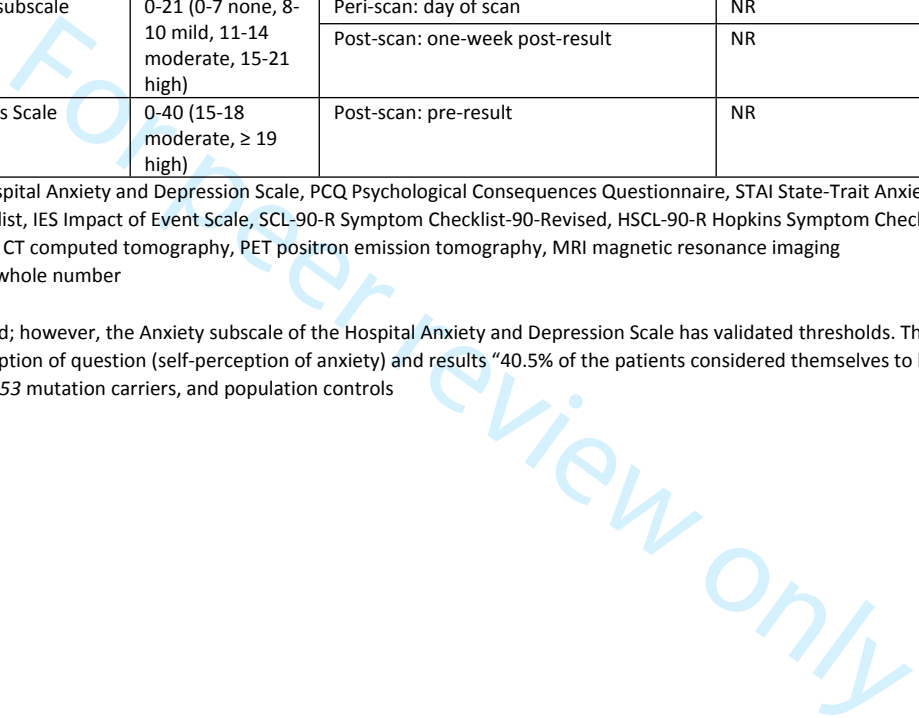 subscale 0-21 (0-7 none, 8- Peri-scan: day of scan NR
10 mild, 11-14 Post-scan: one-week post-result NR
moderate, 15-21
high)
s Scale 0-40 (15-18 Post-scan: pre-result NR
moderate, ≥ 19
high)
spital Anxiety and Depression Scale, PCQ Psychological Consequences Questionnaire, STAI State-Trait Anxie
list, IES Impact of Event Scale, SCL-90-R Symptom Checklist-90-Revised, HSCL-90-R Hopkins Symptom Check
CT computed tomography, PET positron emission tomography, MRI magnetic resonance imaging
whole number
d; however, the Anxiety subscale of the Hospital Anxiety and Depression Scale has validated thresholds. Th
ption of question (self-perception of anxiety) and results “40.5% of the patients considered themselves to
53 mutation carriers, and population controls
For peer review only